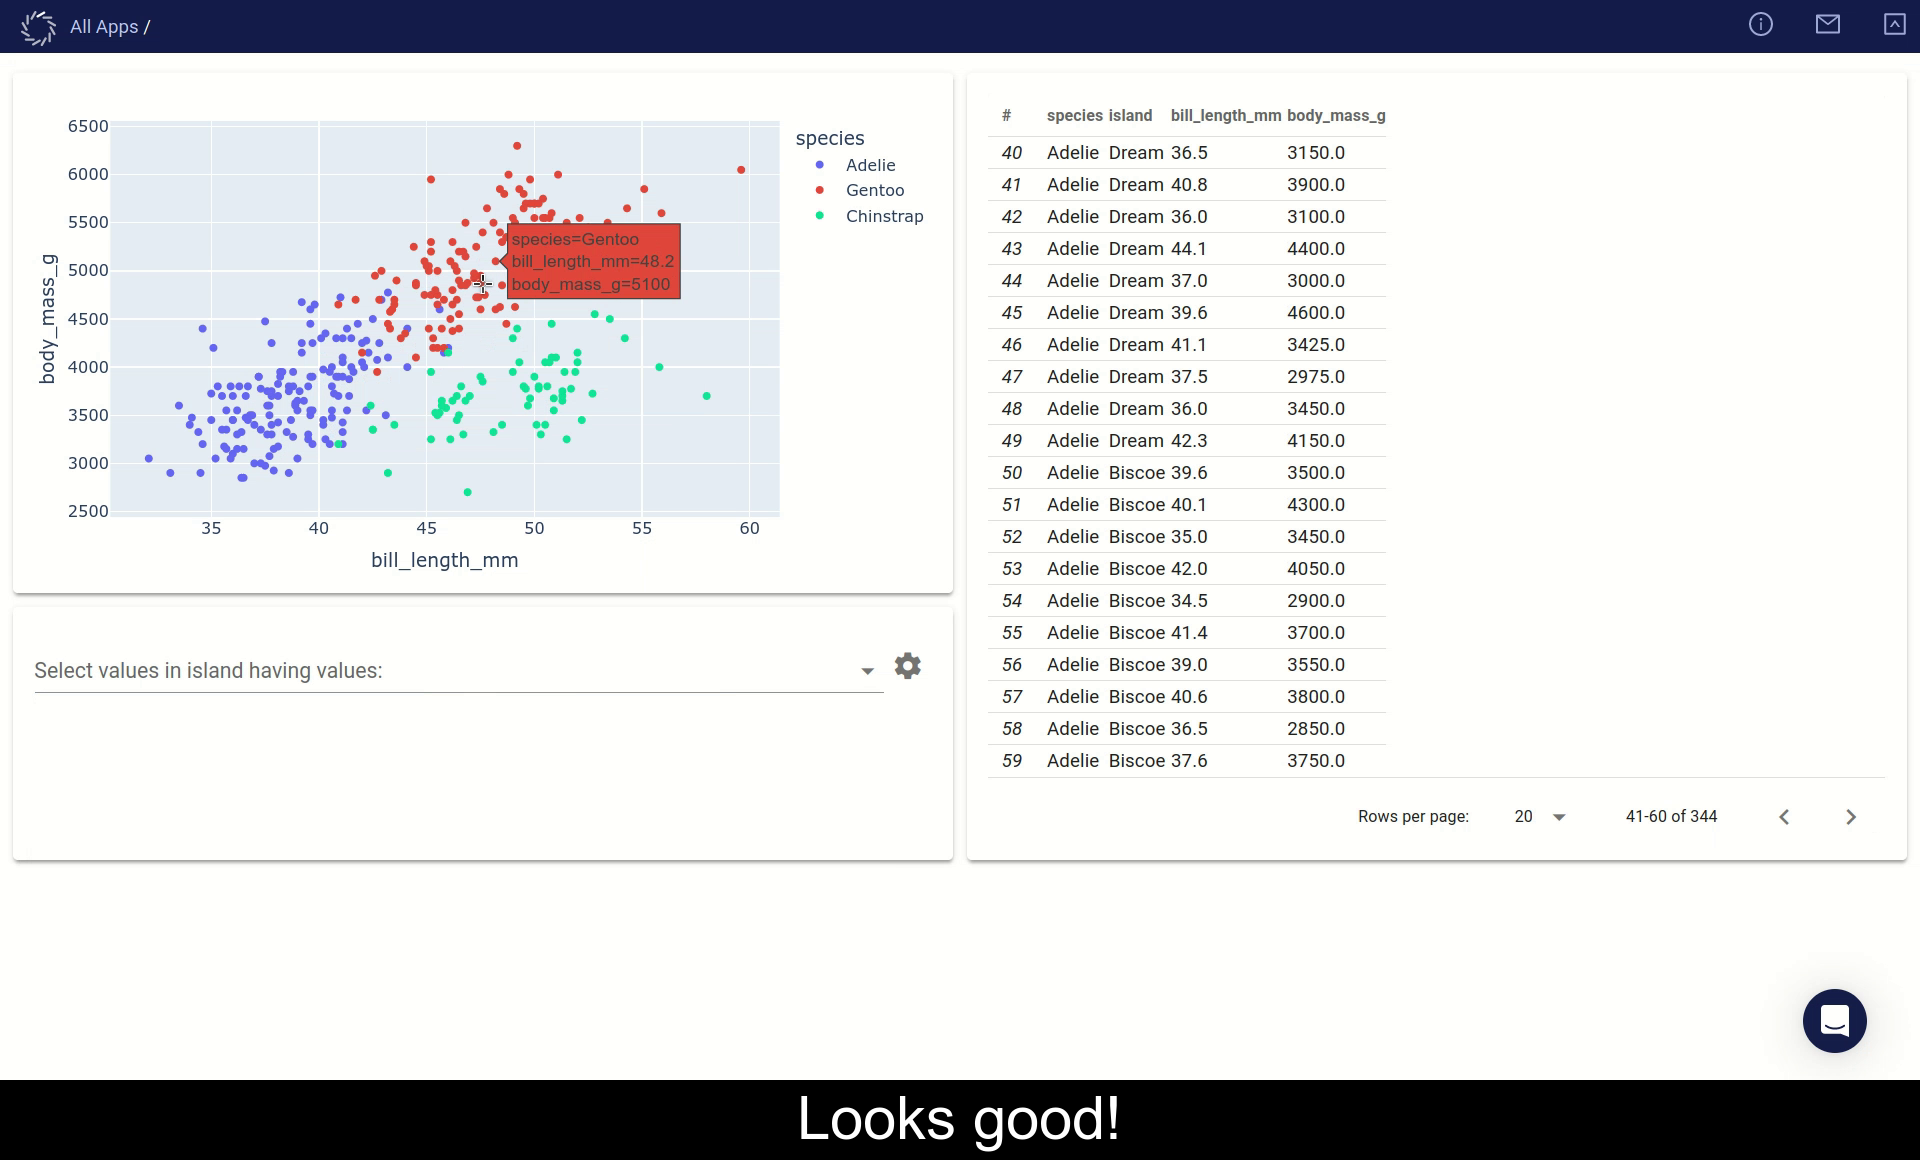 All Apps /
6500
6000
5500
5000
4500
4000
3500
3000
2500
body_mass_g
35 40 45 50 55 60
bill_length_mm
species
Adelie
Gentoo
Chinstrap
species=Gentoo
bill_length_mm=48.2
body_mass_g=5100
Select values in island having values:
# species island bill_length_mm body_mass_g
40 Adelie Dream 36.5 3150.0
41 Adelie Dream 40.8 3900.0
42 Adelie Dream 36.0 3100.0
43 Adelie Dream 44.1 4400.0
44 Adelie Dream 37.0 3000.0
45 Adelie Dream 39.6 4600.0
46 Adelie Dream 41.1 3425.0
47 Adelie Dream 37.5 2975.0
48 Adelie Dream 36.0 3450.0
49 Adelie Dream 42.3 4150.0
50 Adelie Biscoe 39.6 3500.0
51 Adelie Biscoe 40.1 4300.0
52 Adelie Biscoe 35.0 3450.0
53 Adelie Biscoe 42.0 4050.0
54 Adelie Biscoe 34.5 2900.0
55 Adelie Biscoe 41.4 3700.0
56 Adelie Biscoe 39.0 3550.0
57 Adelie Biscoe 40.6 3800.0
58 Adelie Biscoe 36.5 2850.0
59 Adelie Biscoe 37.6 3750.0
Rows per page: 20 41-60 of 344
Looks good!